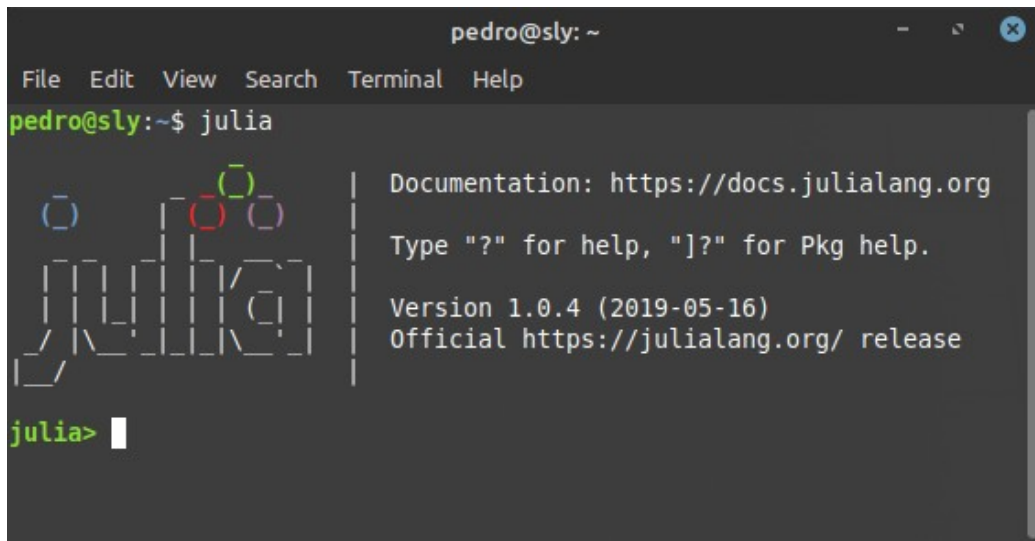 pedro@sly: ~
File Edit View Search Terminal Help
pedro@sly:~$ julia
julia
Documentation: https://docs.julialang.org
Type "?" for help, "]?" for Pkg help.
Version 1.0.4 (2019-05-16)
Official https://julialang.org/ release
julia>